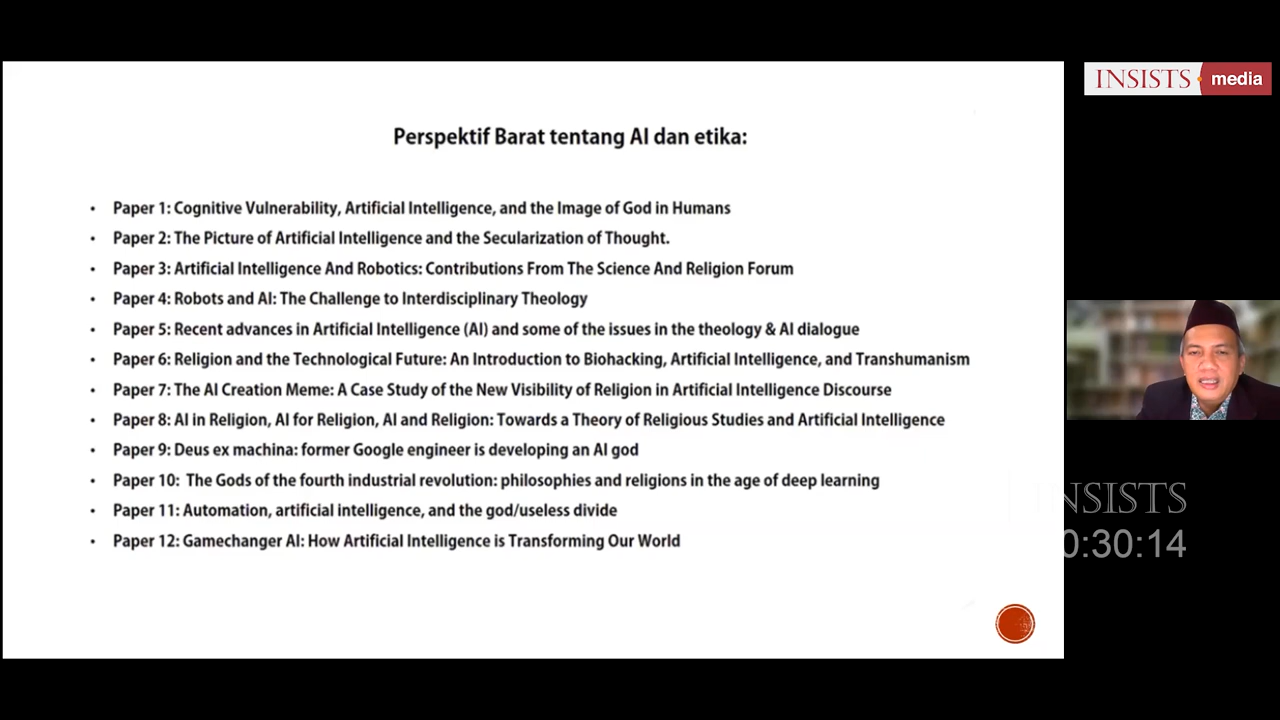 INSISTS media
Perspektif Barat tentang AI dan etika:
• Paper 1: Cognitive Vulnerability, Artificial Intelligence, and the Image of God in Humans
• Paper 2: The Picture of Artificial Intelligence and the Secularization of Thought.
• Paper 3: Artificial Intelligence And Robotics: Contributions From The Science And Religion Forum
• Paper 4: Robots and AI: The Challenge to Interdisciplinary Theology
• Paper 5: Recent advances in Artificial Intelligence (AI) and some of the issues in the theology & AI dialogue
• Paper 6: Religion and the Technological Future: An Introduction to Biohacking, Artificial Intelligence, and Transhumanism
• Paper 7: The AI Creation Meme: A Case Study of the New Visibility of Religion in Artificial Intelligence Discourse
• Paper 8: AI in Religion, AI for Religion, AI and Religion: Towards a Theory of Religious Studies and Artificial Intelligence
• Paper 9: Deus ex machina: former Google engineer is developing an AI god
• Paper 10: The Gods of the fourth industrial revolution: philosophies and religions in the age of deep learning
• Paper 11: Automation, artificial intelligence, and the god/useless divide
• Paper 12: Gamechanger AI: How Artificial Intelligence is Transforming Our World
INSISTS
0:30:14